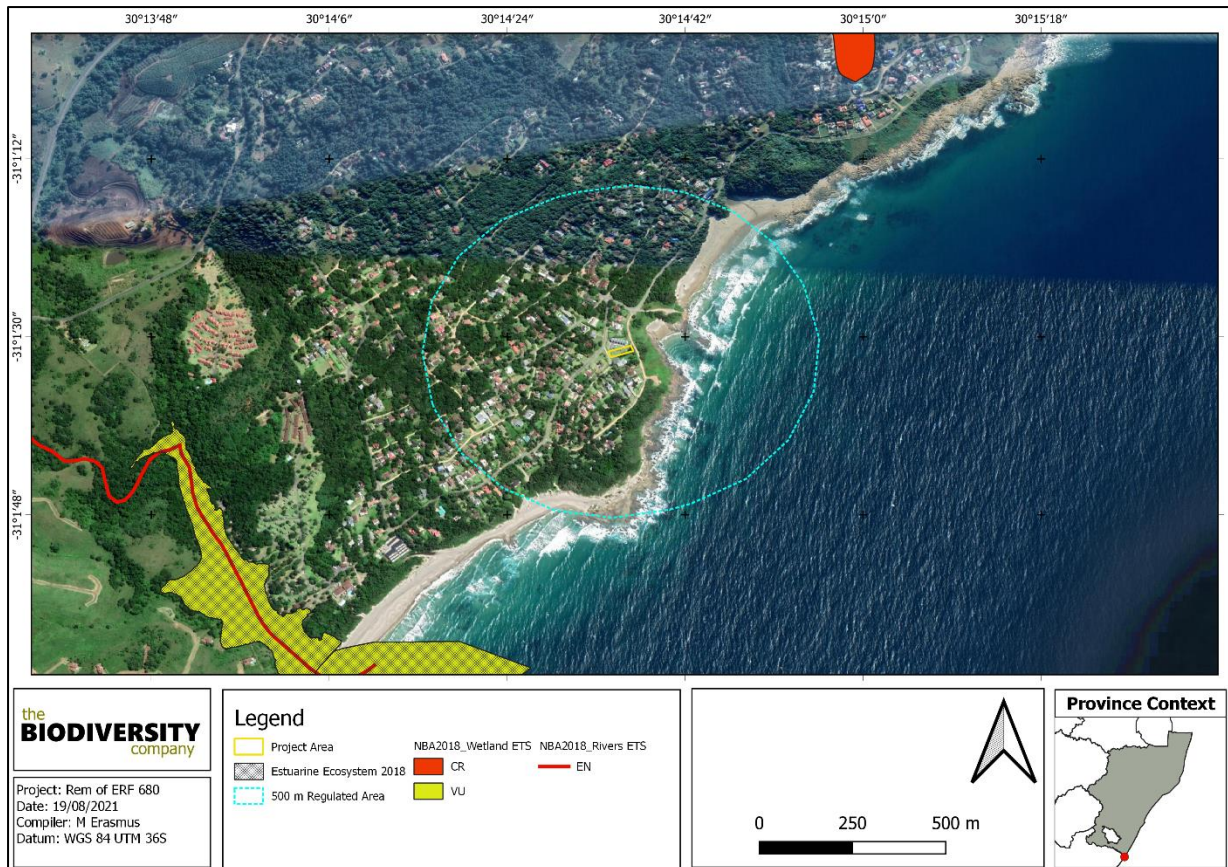 30°13'48" 30°14'6" 30°14'24" 30°14'42" 30°15'0" 30°15'18"
-31°1'12"
-31°1'30"
-31°1'48"
the
BIODIVERSITY
company
Project: Rem of ERF 680
Date: 19/08/2021
Compiler: M Erasmus
Datum: WGS 84 UTM 36S
Legend
Project Area
Estuarine Ecosystem 2018
500 m Regulated Area
NBA2018_Wetland ETS
CR
VU
NBA2018_Rivers ETS
EN
0 250 500 m
Province Context